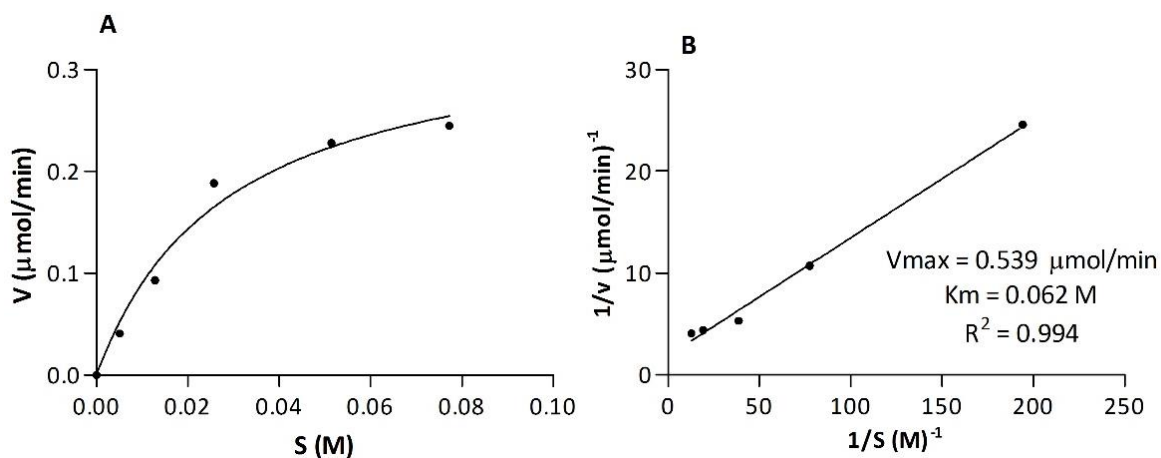 A
V (μmol/min)
0.3
0.2
0.1
0.0
0.00 0.02 0.04 0.06 0.08 0.10
S (M)
B
1/v (μmol/min)⁻¹
30
20
10
0
Vmax = 0.539 μmol/min
Km = 0.062 M
R² = 0.994
0 50 100 150 200 250
1/S (M)⁻¹